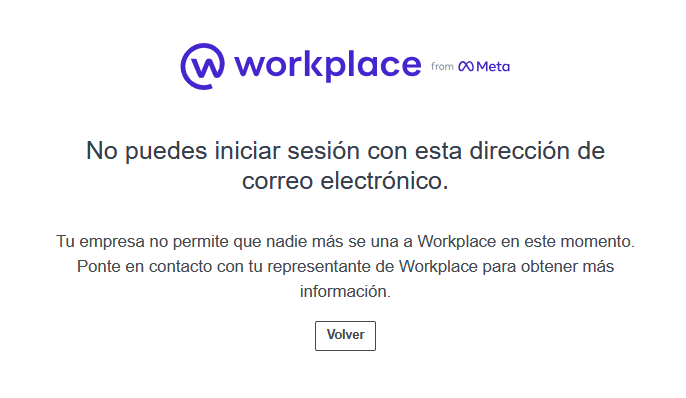 workplace from Meta
No puedes iniciar sesión con esta dirección de
correo electrónico.
Tu empresa no permite que nadie más se una a Workplace en este momento.
Ponte en contacto con tu representante de Workplace para obtener más
información.
Volver